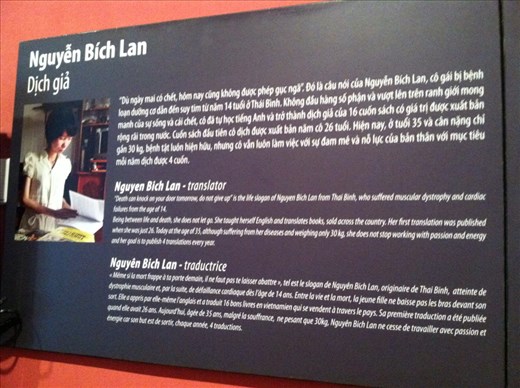 Nguyễn Bích Lan
Dịch giả
"Dù ngày mai có chết, hôm nay cũng không được phép gục ngã". Đó là câu nói của Nguyễn Bích Lan, cô gái bị bệnh
loạn dưỡng cơ dẫn đến suy tim từ năm 14 tuổi ở Thái Bình. Không đầu hàng số phận và vượt lên trên ranh giới mong
manh của sự sống và cái chết, cô đã tự học tiếng Anh và trở thành dịch giả của 16 cuốn sách có giá trị được xuất bản
rộng rãi trong nước. Cuốn sách đầu tiên cô dịch được xuất bản năm cô 26 tuổi. Hiện nay, ở tuổi 35 và cân nặng chỉ
gần 30 kg, bệnh tật luôn hiện hữu, nhưng cô vẫn luôn làm việc với sự đam mê và nỗ lực của bản thân với mục tiêu
mỗi năm dịch được 4 cuốn.
Nguyen Bich Lan - translator
"Death can knock on your door tomorrow, do not give up" is the life slogan of Nguyen Bich Lan from Thai Binh, who suffered muscular dystrophy and cardiac
failures from the age of 14.
Being between life and death, she does not let go. She taught herself English and translates books, sold across the country. Her first translation was published
when she was just 26. Today at the age of 35, although suffering from her diseases and weighing only 30 kg, she does not stop working with passion and energy
and her goal is to publish 4 translations every year.
Nguyên Bich Lan - traductrice
« Même si la mort frappe à ta porte demain, il ne faut pas te laisser abattre », tel est le slogan de Nguyên Bich Lan, originaire de Thai Binh, atteinte de
dystrophie musculaire et, par la suite, de défaillance cardiaque dès l'âge de 14 ans. Entre la vie et la mort, la jeune fille ne baisse pas les bras devant son
sort. Elle a appris par elle-même l'anglais et a traduit 16 bons livres en vietnamien qui se vendent à travers le pays. Sa première traduction a été publiée
quand elle avait 26 ans. Aujourd'hui, âgée de 35 ans, malgré la souffrance, ne pesant que 30kg, Nguyên Bich Lan ne cesse de travailler avec passion et
énergie car son but est de sortir, chaque année, 4 traductions.